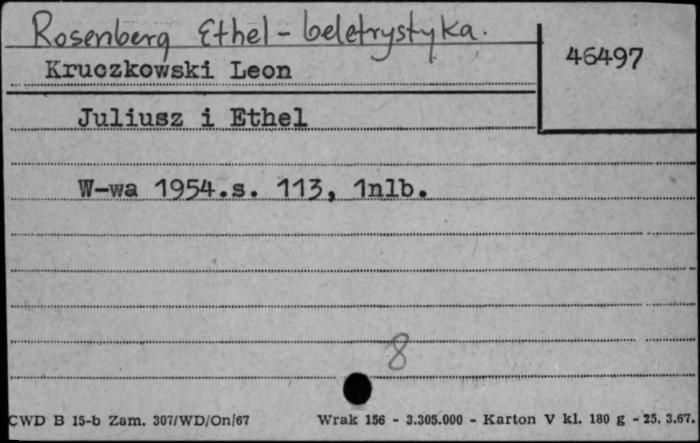 Rosenberg Ethel - beletrystyka.
46497
Kruczkowski Leon
Juliusz i Ethel
W-wa 1954.s. 113, 1nlb.
8
CWD B 15-b Zam. 307/WD/On/67 Wrak 156 - 3.305.000 - Karton V kl. 180 g - 25. 3.67.